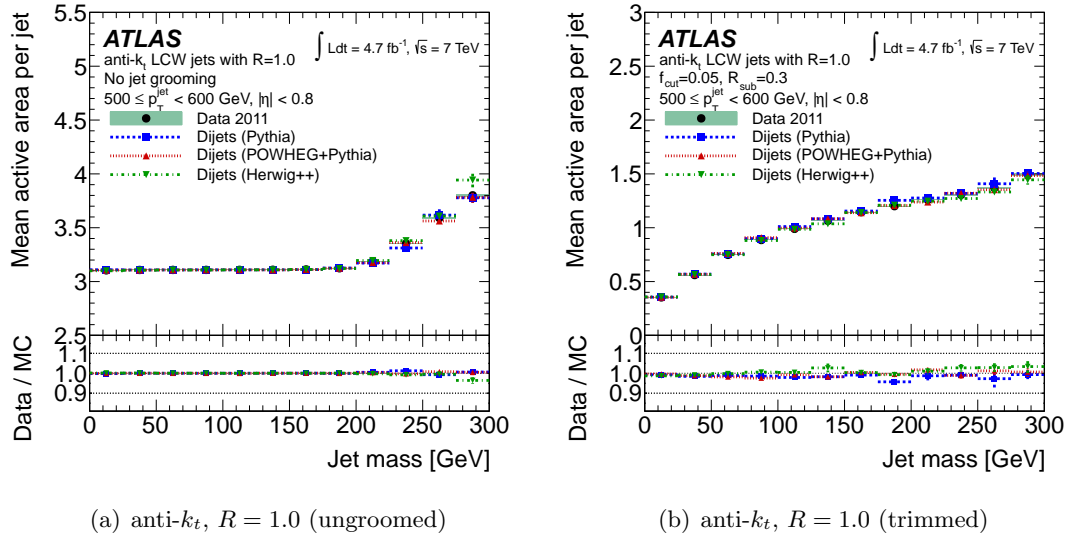 Mean active area per jet
5.5
5
4.5
4
3.5
3
2.5
ATLAS
∫ Ldt = 4.7 fb⁻¹, √s = 7 TeV
anti-kₜ LCW jets with R=1.0
No jet grooming
500 ≤ p_T^jet < 600 GeV, |η| < 0.8
Data 2011
Dijets (Pythia)
Dijets (POWHEG+Pythia)
Dijets (Herwig++)
Data / MC
1.1
1.0
0.9
0 50 100 150 200 250 300
Jet mass [GeV]
(a) anti-kₜ, R = 1.0 (ungroomed)
Mean active area per jet
3
2.5
2
1.5
1
0.5
0
ATLAS
∫ Ldt = 4.7 fb⁻¹, √s = 7 TeV
anti-kₜ LCW jets with R=1.0
f_cut=0.05, R_sub=0.3
500 ≤ p_T^jet < 600 GeV, |η| < 0.8
Data 2011
Dijets (Pythia)
Dijets (POWHEG+Pythia)
Dijets (Herwig++)
Data / MC
1.1
1.0
0.9
0 50 100 150 200 250 300
Jet mass [GeV]
(b) anti-kₜ, R = 1.0 (trimmed)